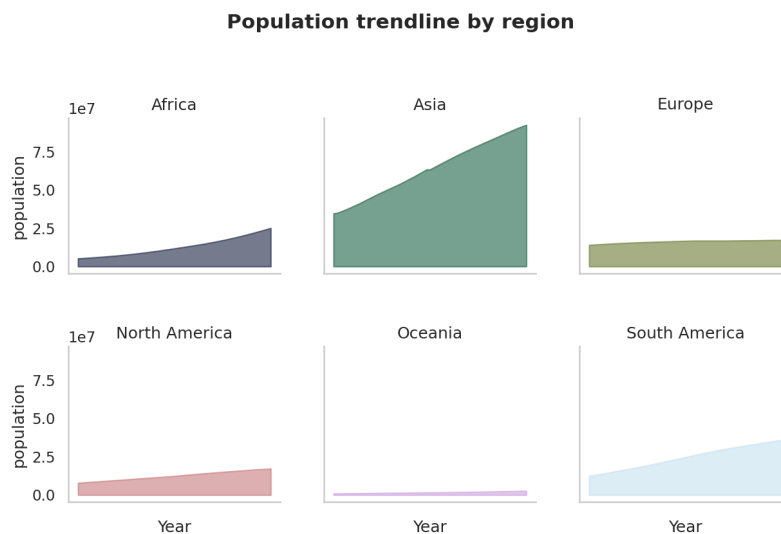 Population trendline by region
1e7
Africa
Asia
Europe
population
7.5
5.0
2.5
0.0
1e7
North America
Oceania
South America
population
7.5
5.0
2.5
0.0
Year
Year
Year